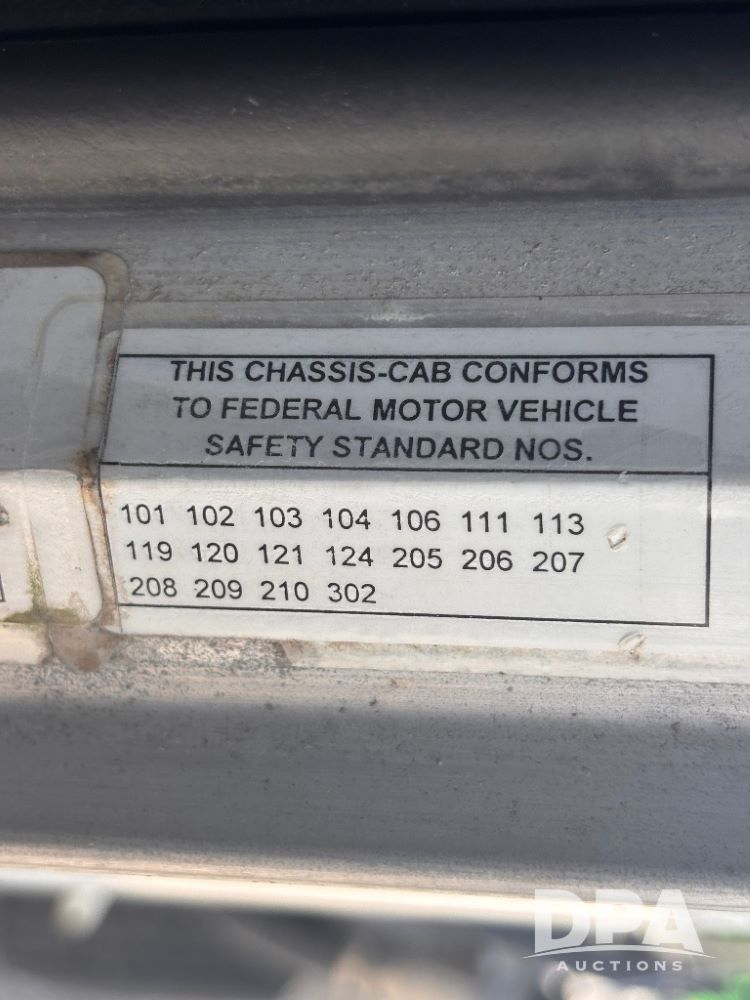 THIS CHASSIS-CAB CONFORMS
TO FEDERAL MOTOR VEHICLE
SAFETY STANDARD NOS.
101 102 103 104 106 111 113
119 120 121 124 205 206 207
208 209 210 302
DPA
AUCTIONS